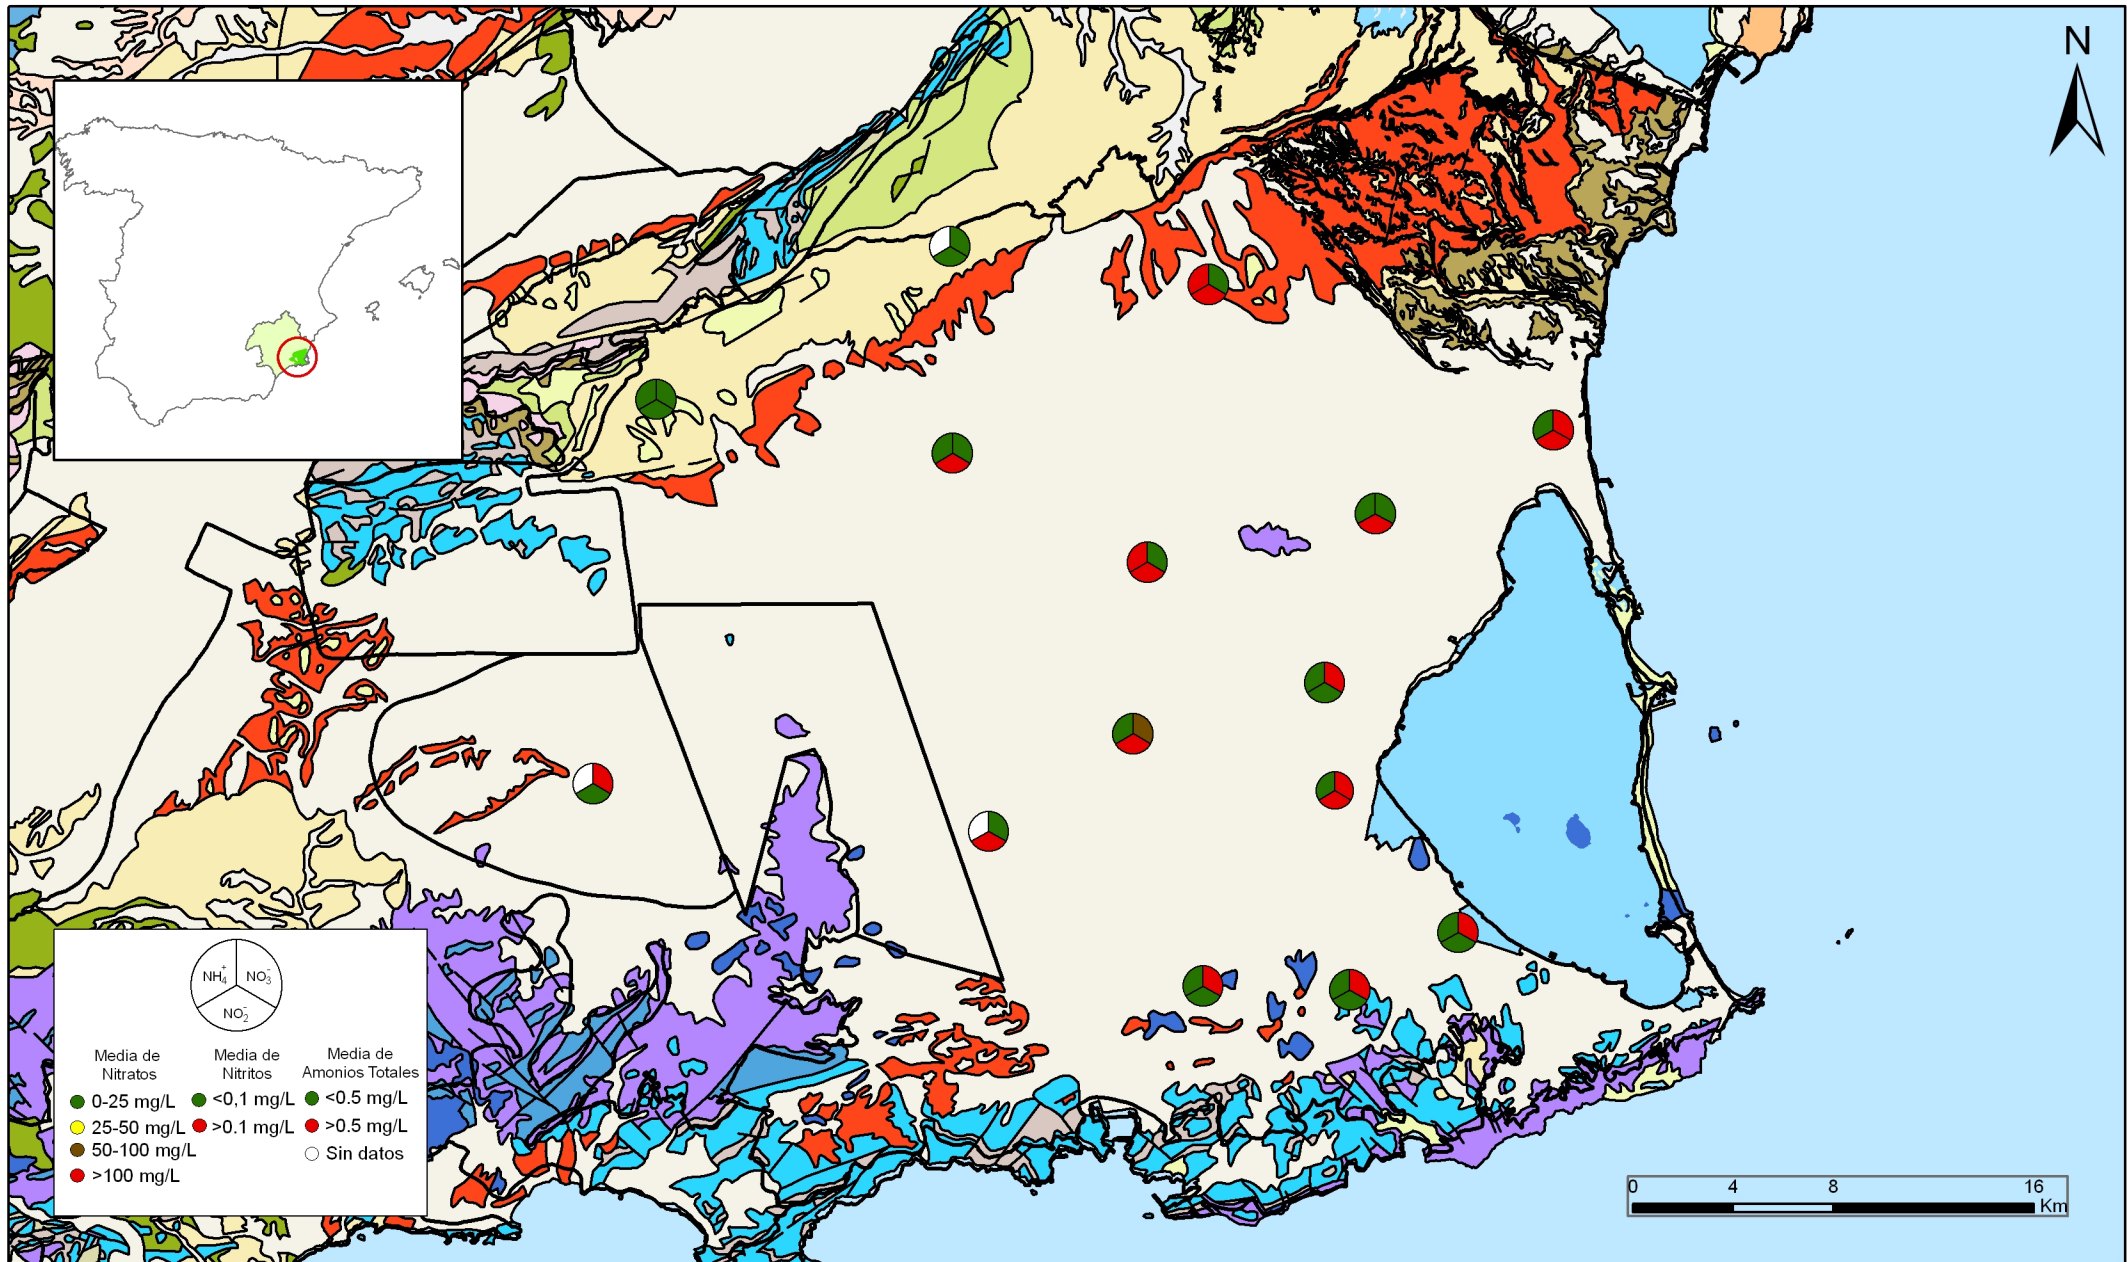 N
NH4+ NO3-
NO2-
Media de Nitratos
0-25 mg/L
25-50 mg/L
50-100 mg/L
>100 mg/L
Media de Nitritos
<0,1 mg/L
>0.1 mg/L
Media de Amonios Totales
<0.5 mg/L
>0.5 mg/L
Sin datos
0 4 8 16
Km